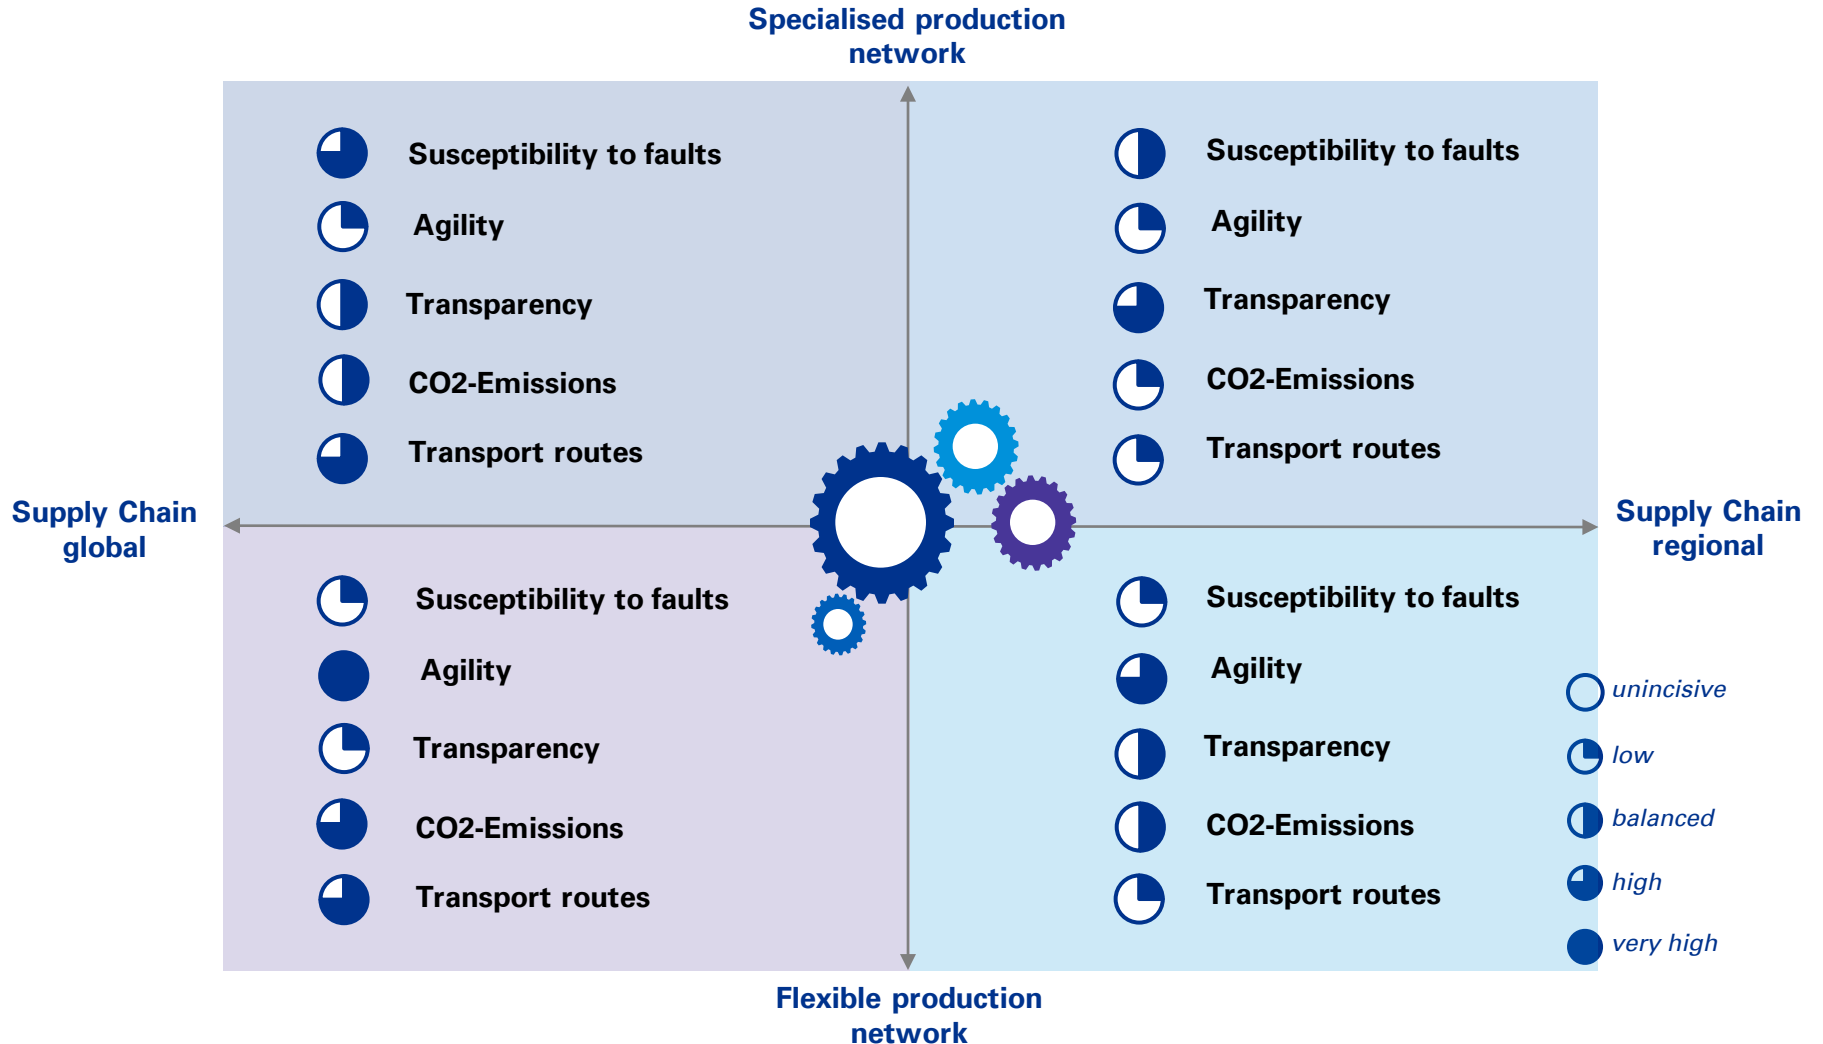 Specialised production
network
Susceptibility to faults
Agility
Transparency
CO2-Emissions
Transport routes
Susceptibility to faults
Agility
Transparency
CO2-Emissions
Transport routes
Supply Chain
global
Supply Chain
regional
Susceptibility to faults
Agility
Transparency
CO2-Emissions
Transport routes
Susceptibility to faults
Agility
Transparency
CO2-Emissions
Transport routes
unincisive
low
balanced
high
very high
Flexible production
network